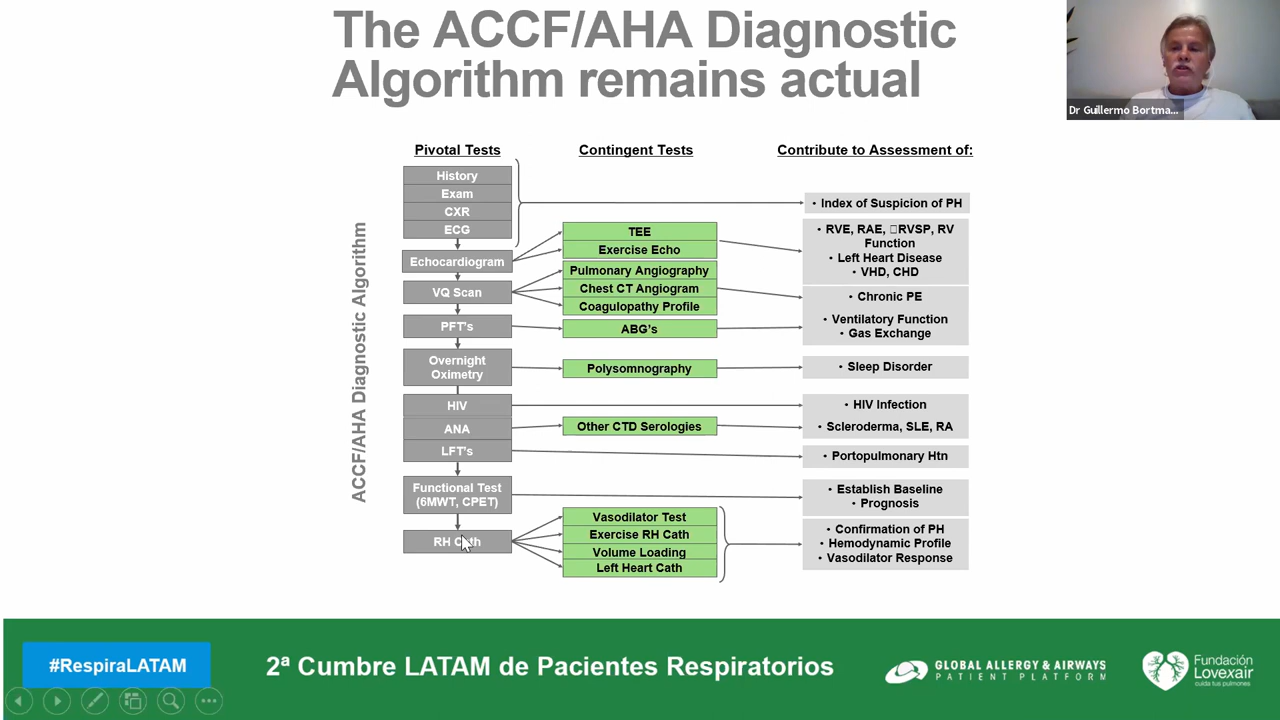 The ACCF/AHA Diagnostic
Algorithm remains actual
Dr Guillermo Bortma...
ACCF/AHA Diagnostic Algorithm
Pivotal Tests
Contingent Tests
Contribute to Assessment of:
History
Exam
CXR
ECG
• Index of Suspicion of PH
Echocardiogram
TEE
Exercise Echo
• RVE, RAE, □RVSP, RV
Function
• Left Heart Disease
• VHD, CHD
VQ Scan
Pulmonary Angiography
Chest CT Angiogram
Coagulopathy Profile
• Chronic PE
PFT's
ABG's
• Ventilatory Function
• Gas Exchange
Overnight
Oximetry
Polysomnography
• Sleep Disorder
HIV
• HIV Infection
ANA
Other CTD Serologies
• Scleroderma, SLE, RA
LFT's
• Portopulmonary Htn
Functional Test
(6MWT, CPET)
• Establish Baseline
• Prognosis
RH Cath
Vasodilator Test
Exercise RH Cath
Volume Loading
Left Heart Cath
• Confirmation of PH
• Hemodynamic Profile
• Vasodilator Response
#RespiraLATAM
2ª Cumbre LATAM de Pacientes Respiratorios
GLOBAL ALLERGY & AIRWAYS
PATIENT PLATFORM
Fundación
Lovexair
cuida tus pulmones